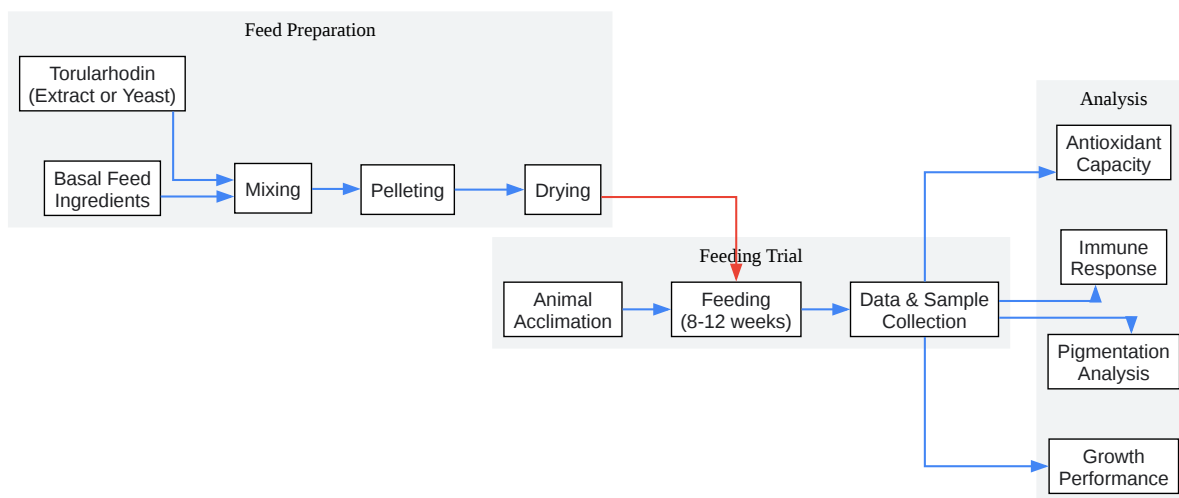 Feed Preparation
Torularhodin
(Extract or Yeast)
Basal Feed
Ingredients
Mixing
Pelleting
Drying
Feeding Trial
Animal
Acclimation
Feeding
(8-12 weeks)
Data & Sample
Collection
Analysis
Antioxidant
Capacity
Immune
Response
Pigmentation
Analysis
Growth
Performance